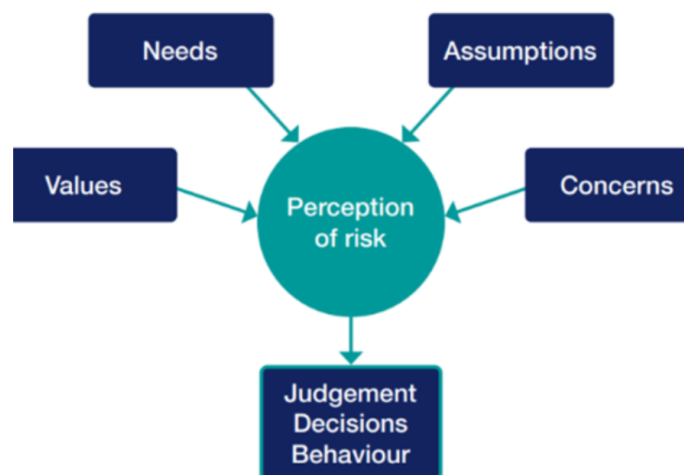 Needs
Assumptions
Values
Concerns
Perception
of risk
Judgement
Decisions
Behaviour